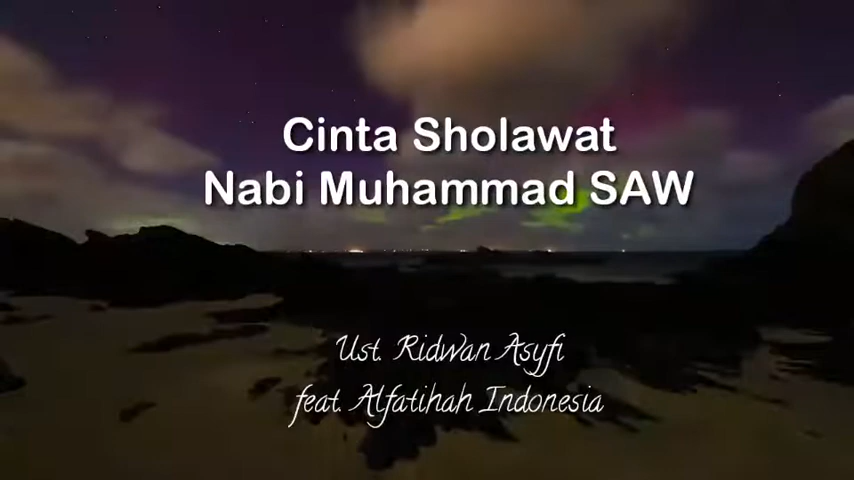 Cinta Sholawat
Nabi Muhammad SAW
Ust. Ridwan Asyfi
feat. Alfatihah Indonesia